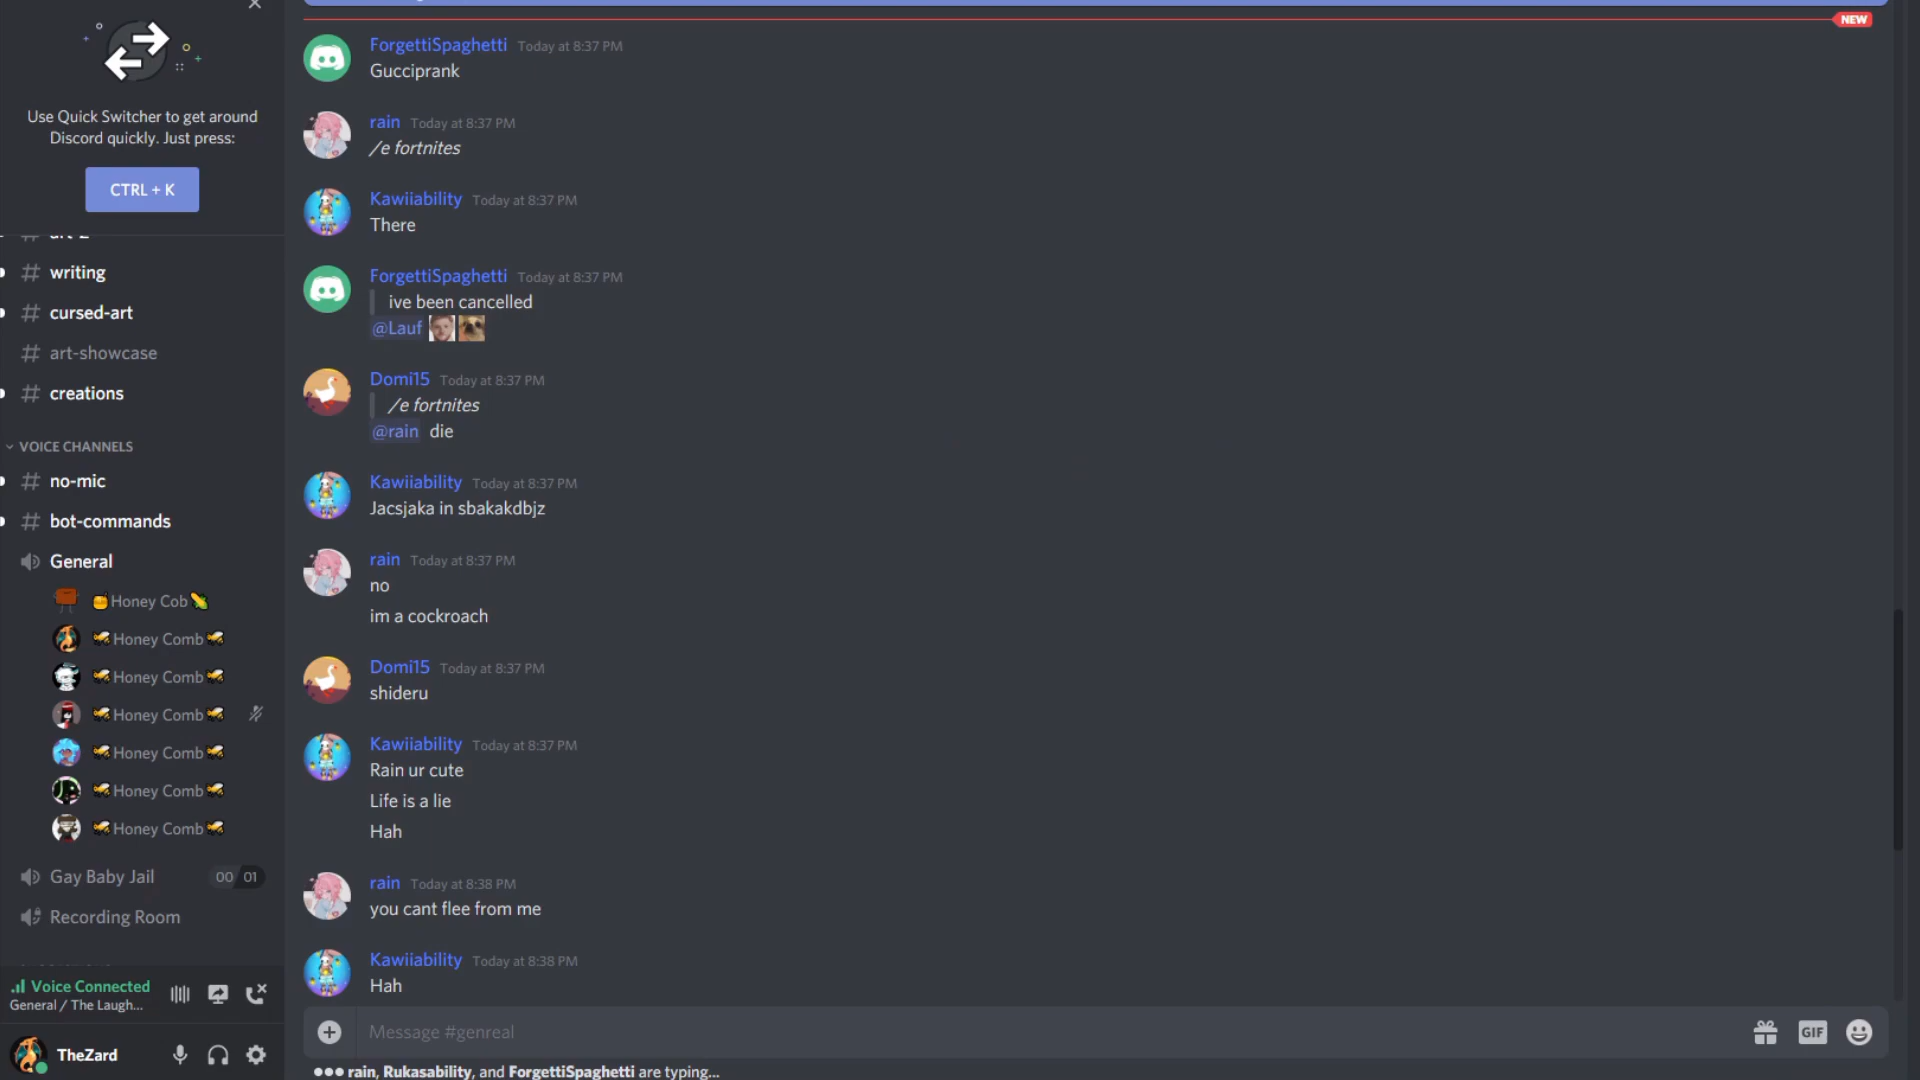 Use Quick Switcher to get around
Discord quickly. Just press:
CTRL + K
# writing
# cursed-art
# art-showcase
# creations
VOICE CHANNELS
# no-mic
# bot-commands
General
🍯Honey Cob🌽
🐝Honey Comb🐝
🐝Honey Comb🐝
🐝Honey Comb🐝
🐝Honey Comb🐝
🐝Honey Comb🐝
🐝Honey Comb🐝
Gay Baby Jail 00 01
Recording Room
Voice Connected
General / The Laugh...
TheZard
NEW
ForgettiSpaghetti Today at 8:37 PM
Gucciprank
rain Today at 8:37 PM
/e fortnites
Kawiiability Today at 8:37 PM
There
ForgettiSpaghetti Today at 8:37 PM
ive been cancelled
@Lauf
Domi15 Today at 8:37 PM
/e fortnites
@rain die
Kawiiability Today at 8:37 PM
Jacsjaka in sbakakdbjz
rain Today at 8:37 PM
no
im a cockroach
Domi15 Today at 8:37 PM
shideru
Kawiiability Today at 8:37 PM
Rain ur cute
Life is a lie
Hah
rain Today at 8:38 PM
you cant flee from me
Kawiiability Today at 8:38 PM
Hah
Message #genreal
GIF
rain, Rukasability, and ForgettiSpaghetti are typing...